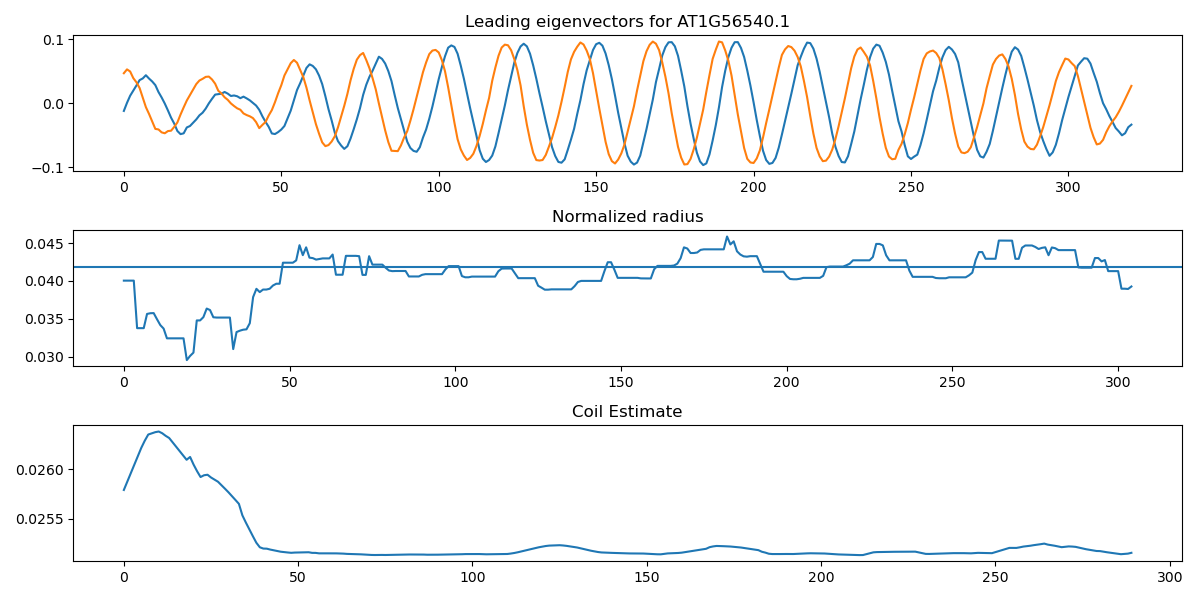 Leading eigenvectors for AT1G56540.1
0.1
0.0
−0.1
0 50 100 150 200 250 300
Normalized radius
0.045
0.040
0.035
0.030
0 50 100 150 200 250 300
Coil Estimate
0.0260
0.0255
0 50 100 150 200 250 300